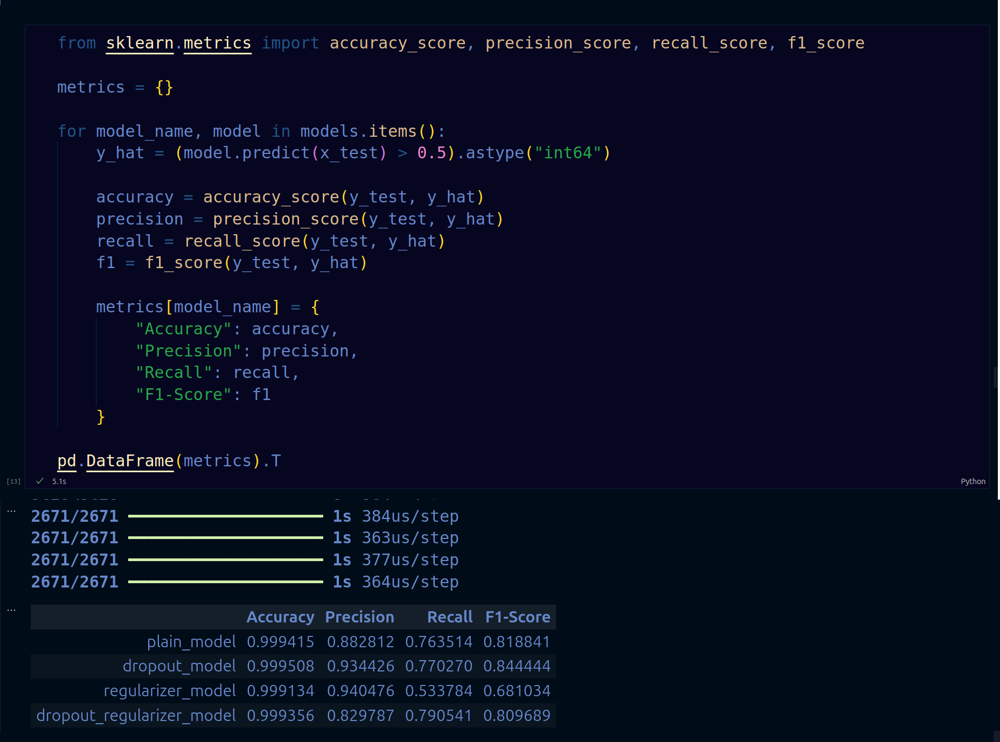 from sklearn.metrics import accuracy_score, precision_score, recall_score, f1_score
metrics = {}
for model_name, model in models.items():
y_hat = (model.predict(x_test) > 0.5).astype("int64")
accuracy = accuracy_score(y_test, y_hat)
precision = precision_score(y_test, y_hat)
recall = recall_score(y_test, y_hat)
f1 = f1_score(y_test, y_hat)
metrics[model_name] = {
"Accuracy": accuracy,
"Precision": precision,
"Recall": recall,
"F1-Score": f1
}
pd.DataFrame(metrics).T
[13] ✓ 5.1s Python
2671/2671 ━━━━━━━━━━━━━━━━━━━━ 1s 384us/step
2671/2671 ━━━━━━━━━━━━━━━━━━━━ 1s 363us/step
2671/2671 ━━━━━━━━━━━━━━━━━━━━ 1s 377us/step
2671/2671 ━━━━━━━━━━━━━━━━━━━━ 1s 364us/step
Accuracy Precision Recall F1-Score
plain_model 0.999415 0.882812 0.763514 0.818841
dropout_model 0.999508 0.934426 0.770270 0.844444
regularizer_model 0.999134 0.940476 0.533784 0.681034
dropout_regularizer_model 0.999356 0.829787 0.790541 0.809689